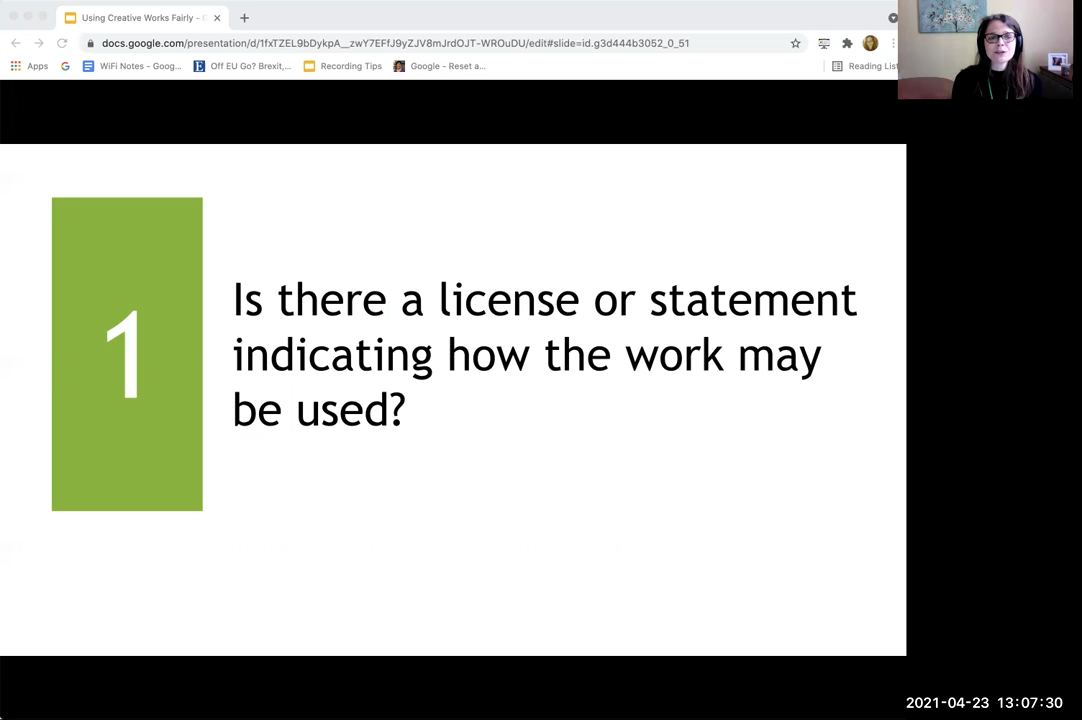 Using Creative Works Fairly - G
docs.google.com/presentation/d/1fxTZEL9bDykpA__zwY7EFfJ9yZJV8mJrdOJT-WROuDU/edit#slide=id.g3d444b3052_0_51
Apps
WiFi Notes - Goog...
Off EU Go? Brexit,...
Recording Tips
Google - Reset a...
Reading List
1
Is there a license or statement
indicating how the work may
be used?
2021-04-23 13:07:30